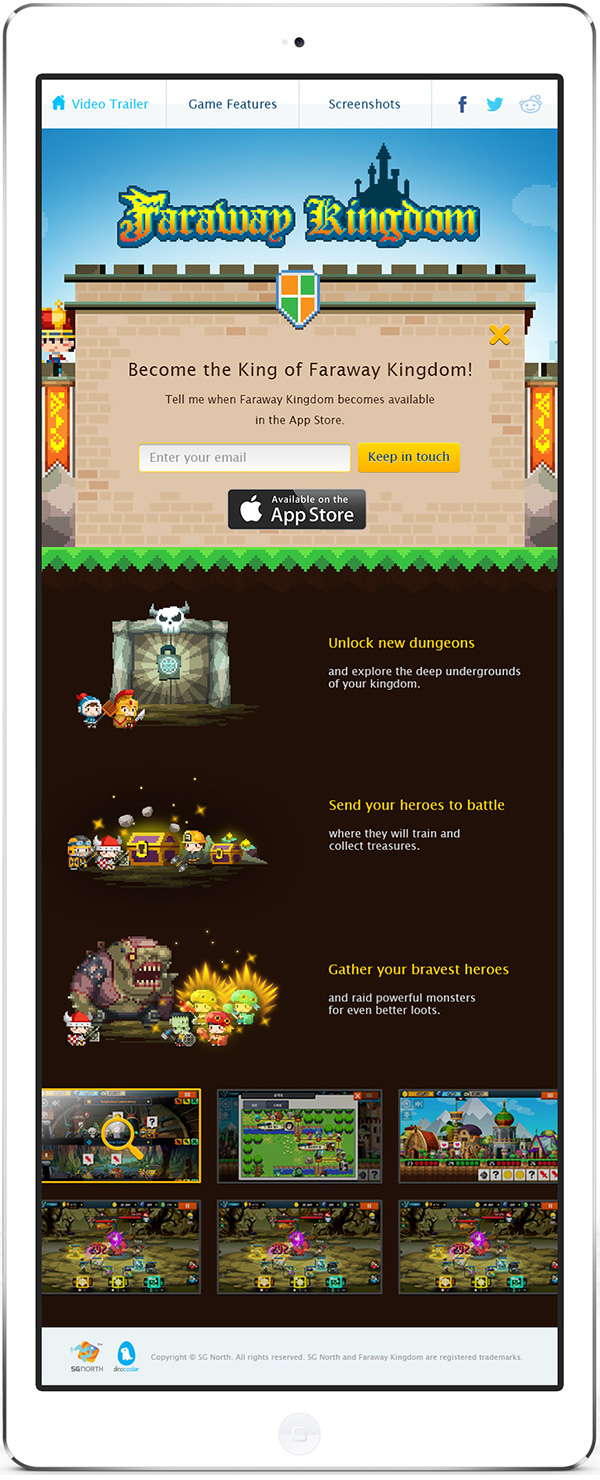 Video Trailer
Game Features
Screenshots
Faraway Kingdom
Become the King of Faraway Kingdom!
Tell me when Faraway Kingdom becomes available
in the App Store.
Enter your email
Keep in touch
Available on the
App Store
Unlock new dungeons
and explore the deep undergrounds
of your kingdom.
Send your heroes to battle
where they will train and
collect treasures.
Gather your bravest heroes
and raid powerful monsters
for even better loots.
SGNORTH
dinocoder
Copyright © SG North. All rights reserved. SG North and Faraway Kingdom are registered trademarks.